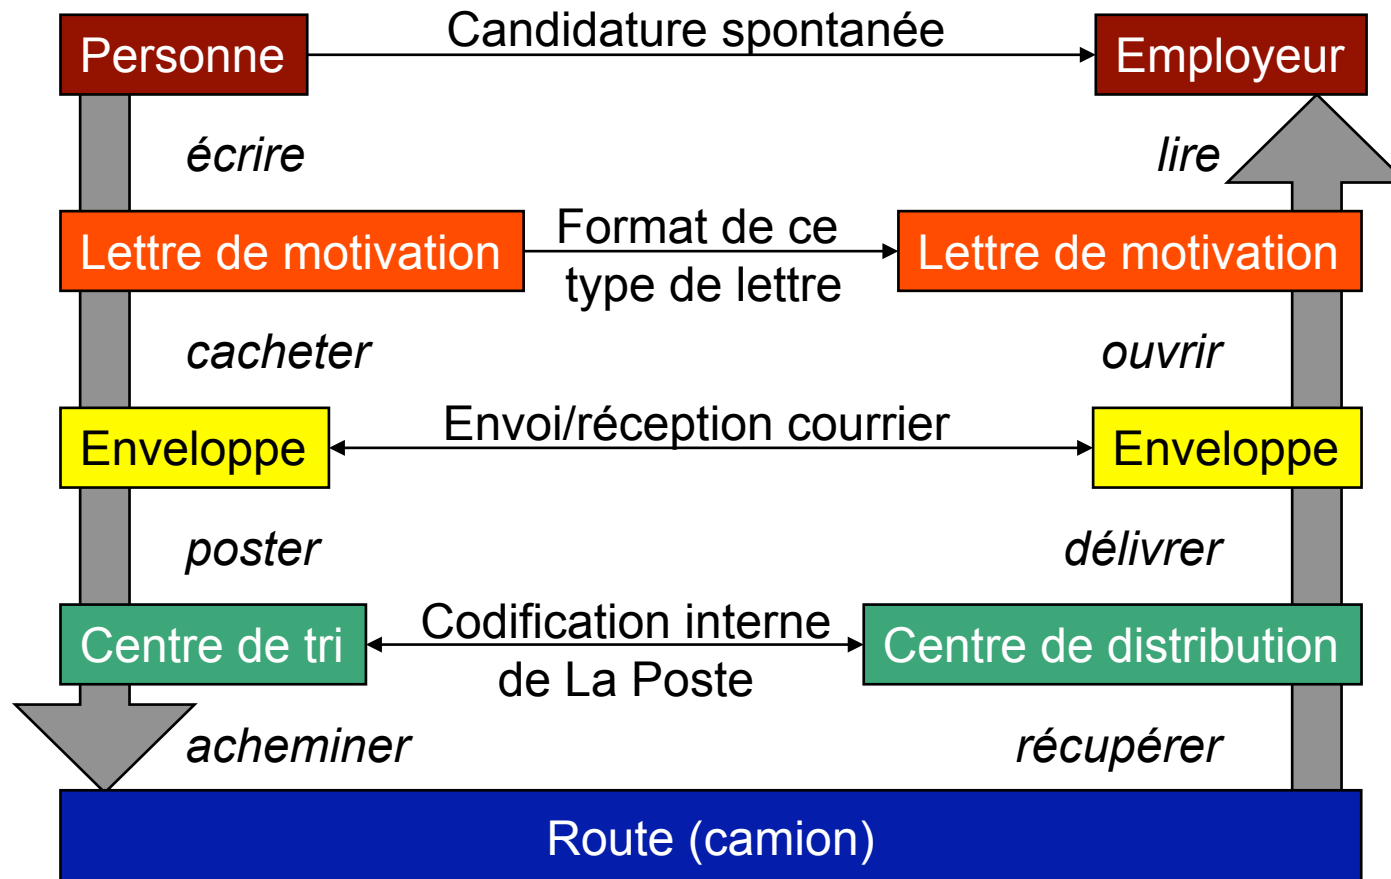 Personne
Candidature spontanée
Employeur
écrire
lire
Lettre de motivation
Format de ce
type de lettre
Lettre de motivation
cacheter
ouvrir
Enveloppe
Envoi/réception courrier
Enveloppe
poster
délivrer
Centre de tri
Codification interne
de La Poste
Centre de distribution
acheminer
récupérer
Route (camion)